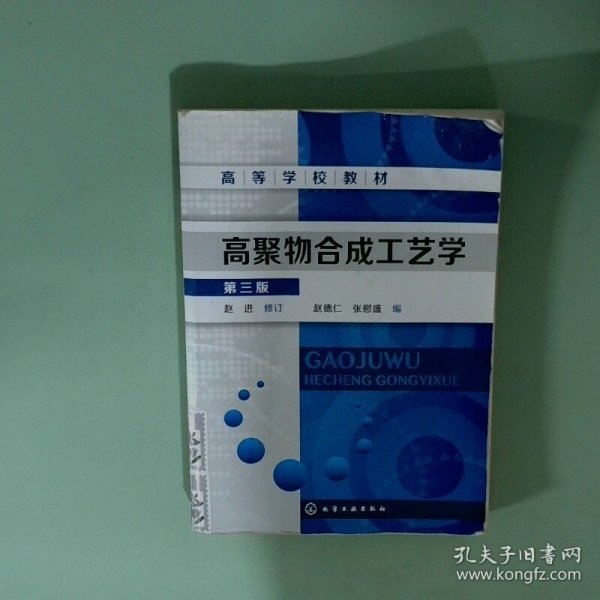 高等学校教材
高聚物合成工艺学
第三版
赵 进 修订 赵德仁 张慰盛 编
GAOJUWU
HECHENG GONGYIXUE
化学工业出版社
孔夫子旧书网
www.kongfz.com